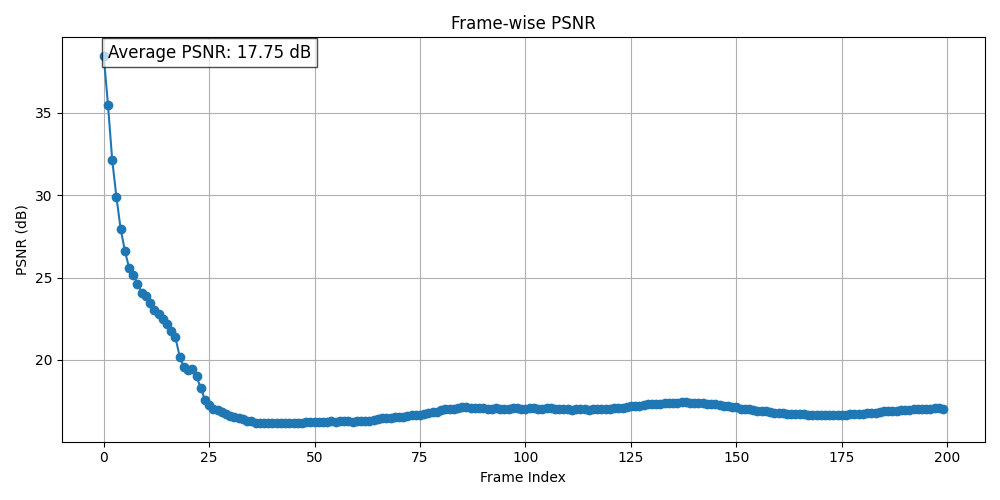 Frame-wise PSNR
Average PSNR: 17.75 dB
PSNR (dB)
35
30
25
20
0 25 50 75 100 125 150 175 200
Frame Index